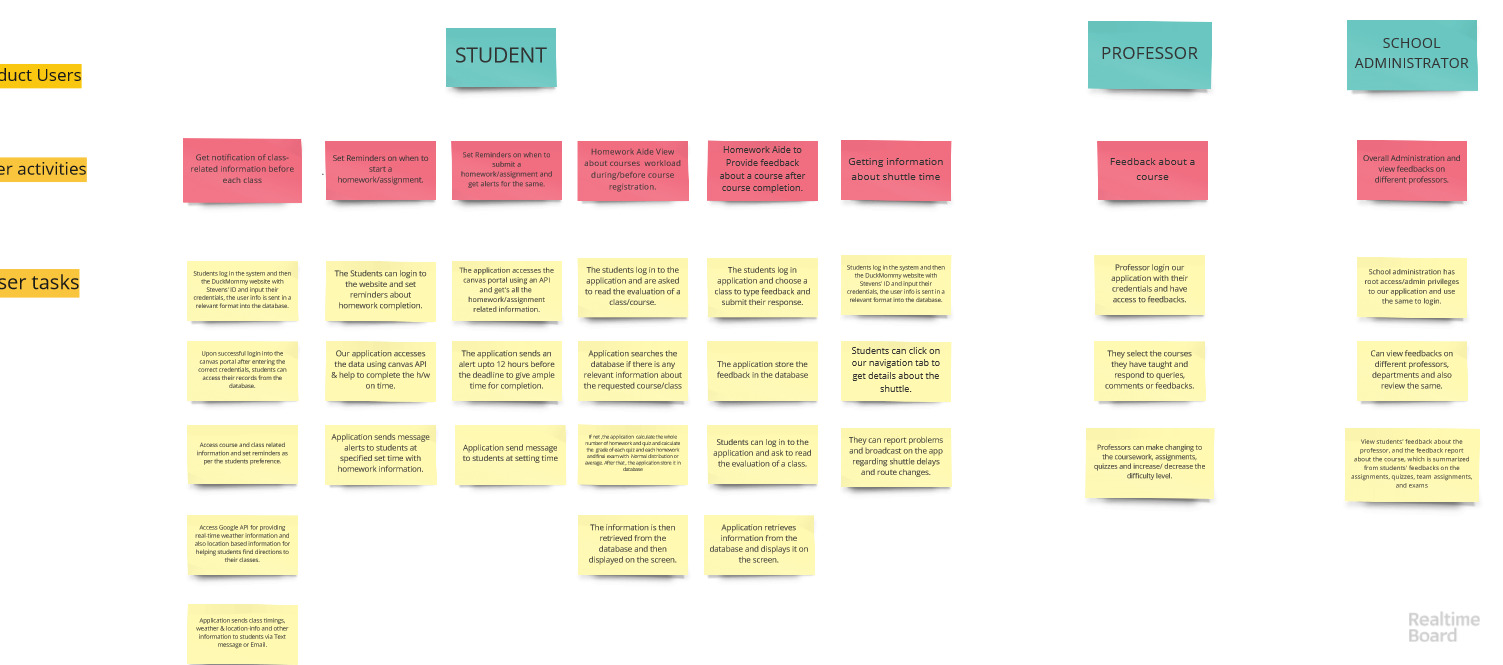 STUDENT
PROFESSOR
SCHOOL
ADMINISTRATOR
duct Users
er activities
Get notification of class-
related information before
each class
Set Reminders on when to
start a
homework/assignment.
Set Reminders on when to
submit a
homework/assignment and
get alerts for the same.
Homework Aide View
about courses workload
during/before course
registration.
Homework Aide to
Provide feedback
about a course after
course completion.
Getting information
about shuttle time
Feedback about a
course
Overall Administration and
view feedbacks on
different professors.
ser tasks
Students log in the system and then
the DuckMommy website with
Stevens' ID and input their
credentials, the user info is sent in a
relevant format into the database.
The Students can login to
the website and set
reminders about
homework completion.
The application accesses the
canvas portal using an API
and get's all the
homework/assignment
related information.
The students log in to the
application and are asked
to read the evaluation of a
class/course.
The students log in
application and choose a
class to type feedback and
submit their response.
Students log in the system and then
the DuckMommy website with
Stevens' ID and input their
credentials, the user info is sent in a
relevant format into the database.
Professor login our
application with their
credentials and have
access to feedbacks.
School administration has
root access/admin privileges
to our application and use
the same to login.
Upon successful login into the
canvas portal after entering the
correct credentials, students can
access their records from the
database.
Our application accesses
the data using canvas API
& help to complete the h/w
on time.
The application sends an
alert upto 12 hours before
the deadline to give ample
time for completion.
Application searches the
database if there is any
relevant information about
the requested course/class
The application store the
feedback in the database
Students can click on
our navigation tab to
get details about the
shuttle.
They select the courses
they have taught and
respond to queries,
comments or feedbacks.
Can view feedbacks on
different professors,
departments and also
review the same.
Access course and class related
information and set reminders as
per the students preference.
Application sends message
alerts to students at
specified set time with
homework information.
Application send message
to students at setting time
If not ,the application calculate the whole
number of homework and quiz and calculate
the grade of each quiz and each homework
and final exam with Normal distribution or
average. After that , the application store it in
database
Students can log in to the
application and ask to read
the evaluation of a class.
They can report problems
and broadcast on the app
regarding shuttle delays
and route changes.
Professors can make changing to
the coursework, assignments,
quizzes and increase/ decrease the
difficulty level.
View students' feedback about the
professor, and the feedback report
about the course, which is summarized
from students' feedbacks on the
assignments, quizzes, team assignments,
and exams
Access Google API for providing
real-time weather information and
also location based information for
helping students find directions to
their classes.
The information is then
retrieved from the
database and then
displayed on the screen.
Application retrieves
information from the
database and displays it on
the screen.
Application sends class timings,
weather & location-info and other
information to students via Text
message or Email.
Realtime
Board